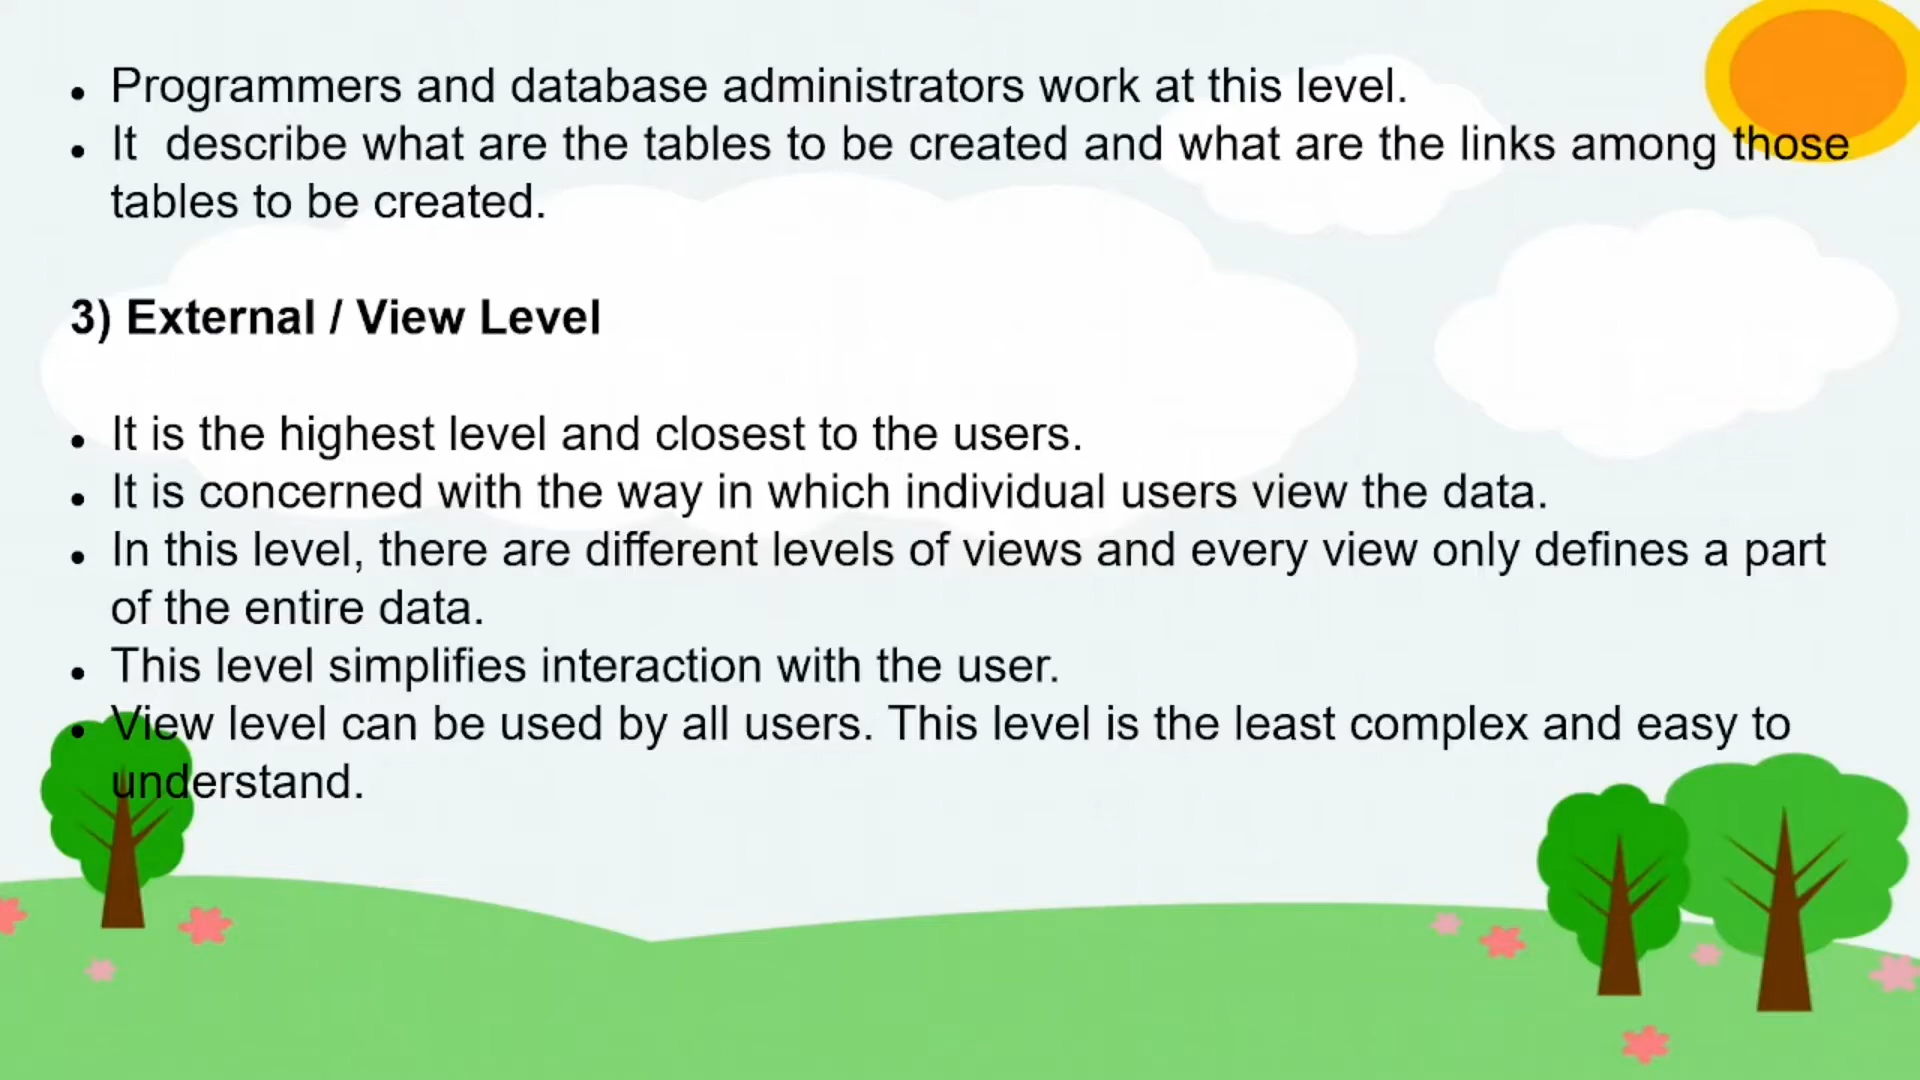 • Programmers and database administrators work at this level.
• It  describe what are the tables to be created and what are the links among those
tables to be created.
3) External / View Level
• It is the highest level and closest to the users.
• It is concerned with the way in which individual users view the data.
• In this level, there are different levels of views and every view only defines a part
of the entire data.
• This level simplifies interaction with the user.
• View level can be used by all users. This level is the least complex and easy to
understand.